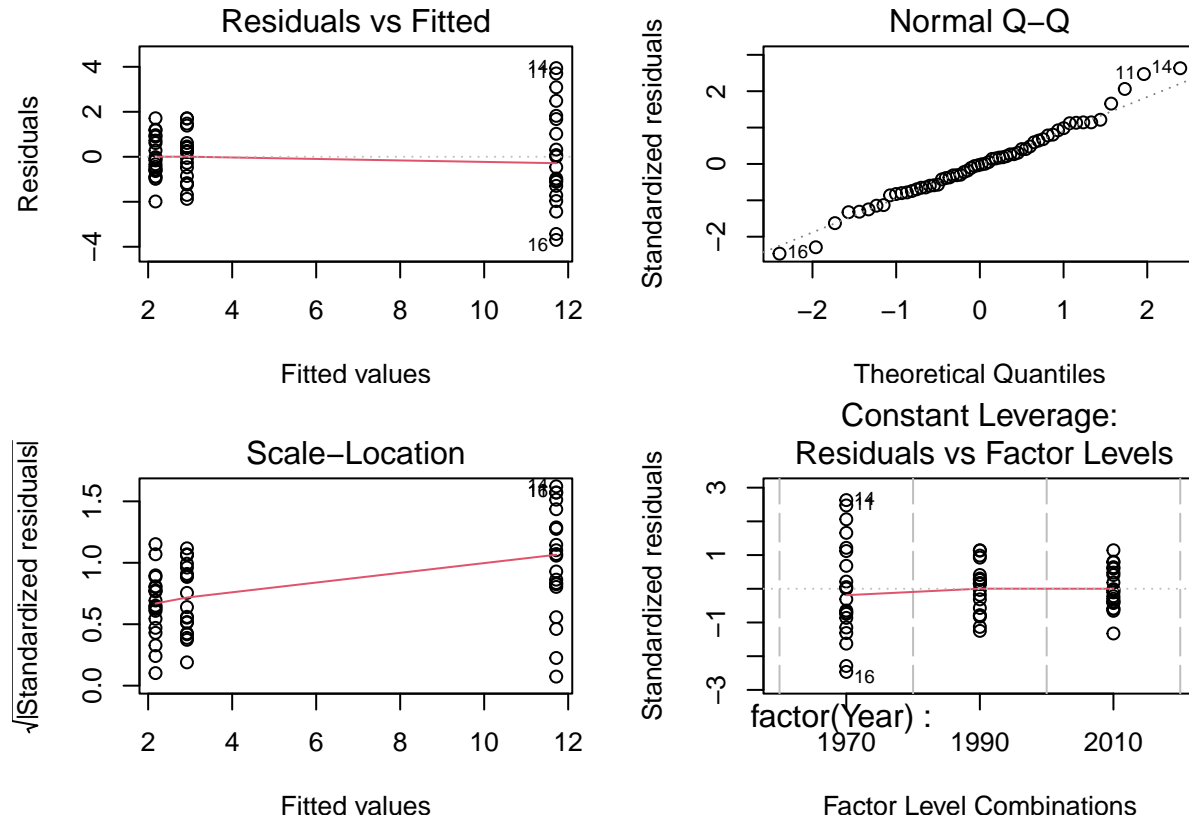 Residuals vs Fitted
Residuals
4
2
0
−4
14
11
16
2 4 6 8 10 12
Fitted values
Normal Q−Q
Standardized residuals
2
0
−2
11 14
16
−2 −1 0 1 2
Theoretical Quantiles
Scale−Location
√|Standardized residuals|
1.5
1.0
0.5
0.0
14
16
2 4 6 8 10 12
Fitted values
Constant Leverage:
Residuals vs Factor Levels
Standardized residuals
3
1
−1
−3
14
11
16
factor(Year) :
1970 1990 2010
Factor Level Combinations